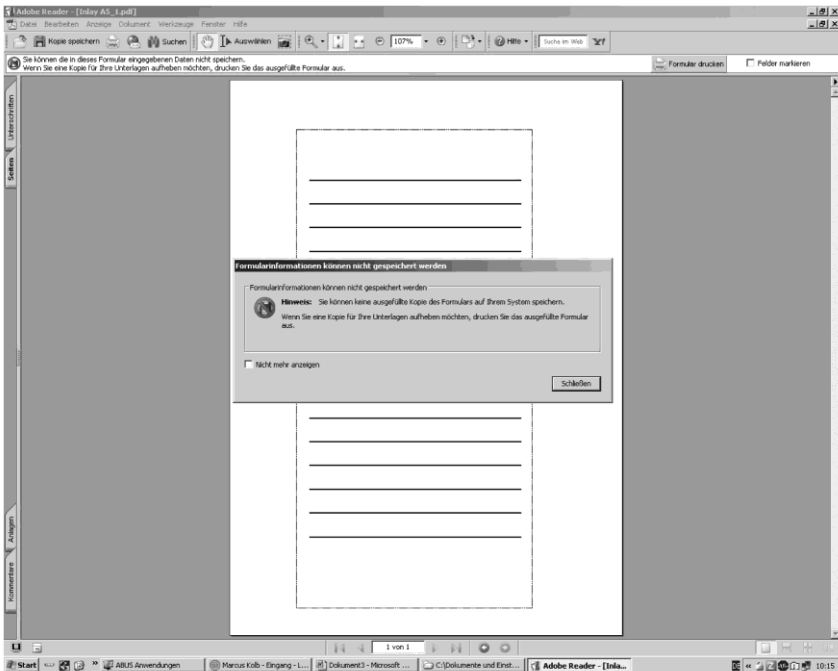 Adobe Reader - [Inlay A5_1.pdf]
Datei Bearbeiten Anzeige Dokument Werkzeuge Fenster Hilfe
Kopie speichern Suchen Auswählen 107% Hilfe Suche im Web Y!
Sie können die in dieses Formular eingegebenen Daten nicht speichern.
Wenn Sie eine Kopie für Ihre Unterlagen aufheben möchten, drucken Sie das ausgefüllte Formular aus.
Formular drucken Felder markieren
Unterschriften
Seiten
Formularinformationen können nicht gespeichert werden
Formularinformationen können nicht gespeichert werden
Hinweis: Sie können keine ausgefüllte Kopie des Formulars auf Ihrem System speichern.
Wenn Sie eine Kopie für Ihre Unterlagen aufheben möchten, drucken Sie das ausgefüllte Formular
aus.
Nicht mehr anzeigen
Schließen
Anlagen
Kommentare
1 von 1
Start ABUS Anwendungen Marcus Kolb - Eingang - L... Dokument3 - Microsoft ... C:\Dokumente und Einst... Adobe Reader - [Inla... DE 18:15